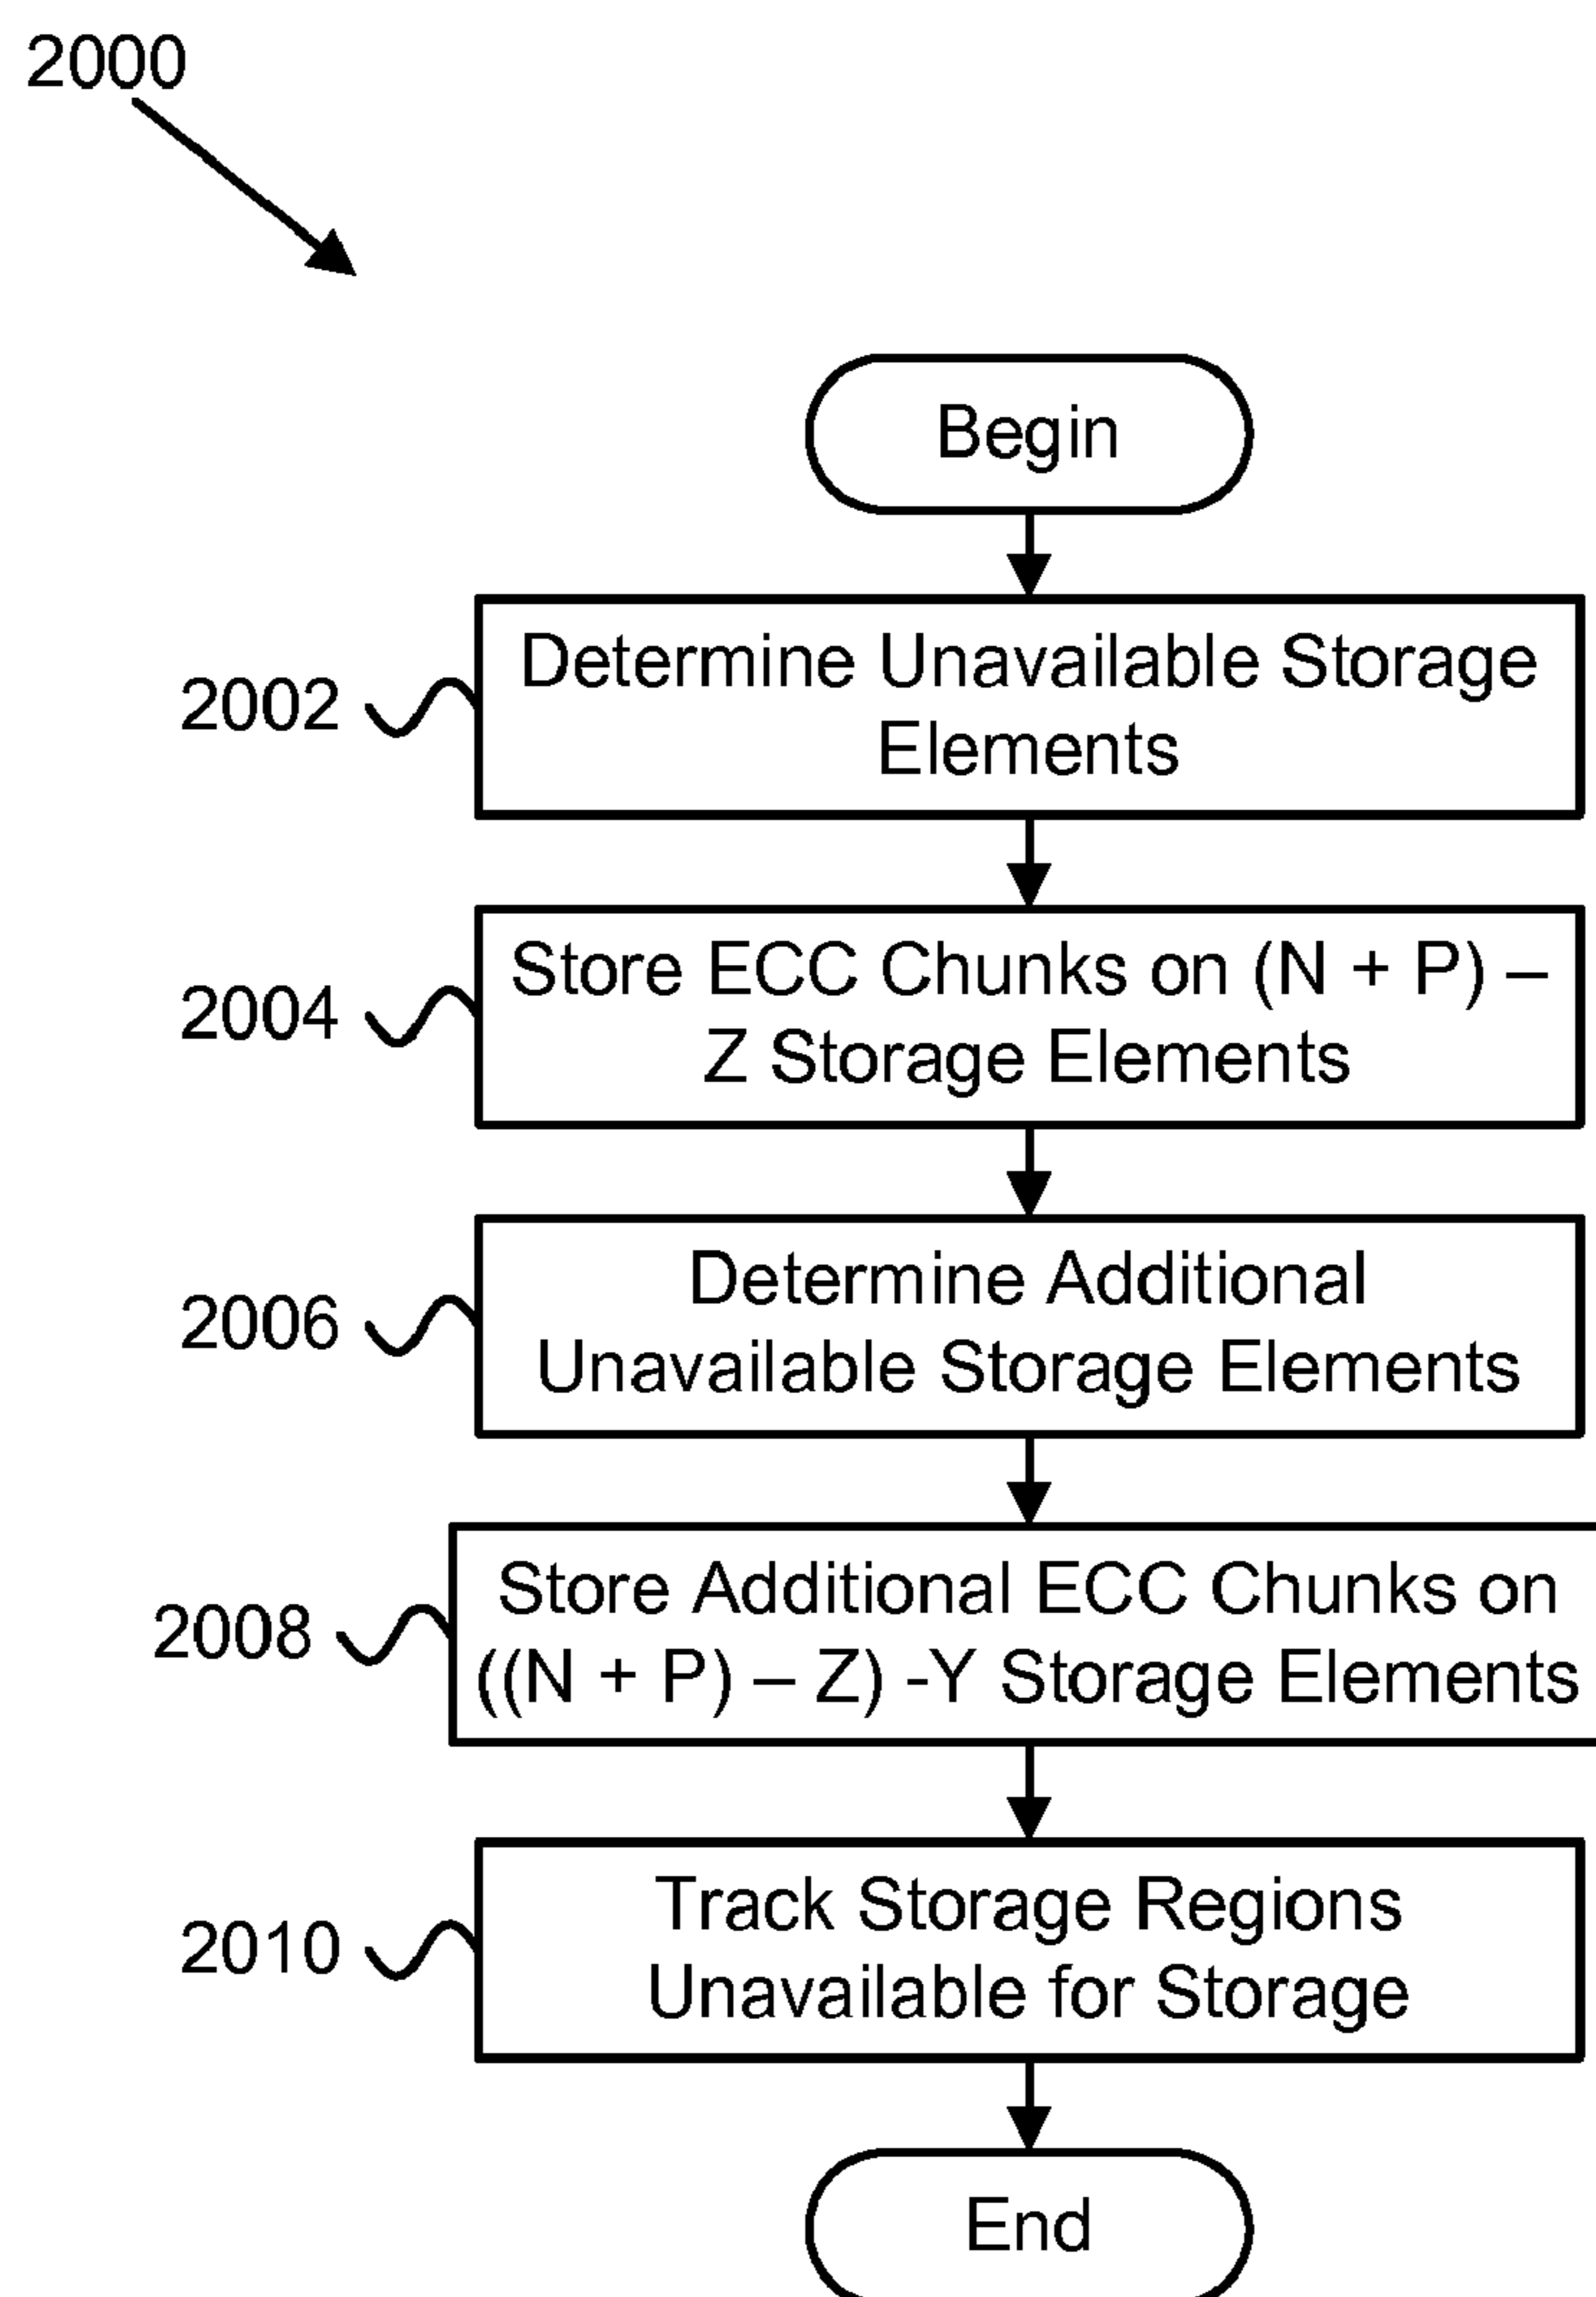 2000
Begin
2002
Determine Unavailable Storage
Elements
2004
Store ECC Chunks on (N + P) –
Z Storage Elements
2006
Determine Additional
Unavailable Storage Elements
2008
Store Additional ECC Chunks on
((N + P) – Z) -Y Storage Elements
2010
Track Storage Regions
Unavailable for Storage
End